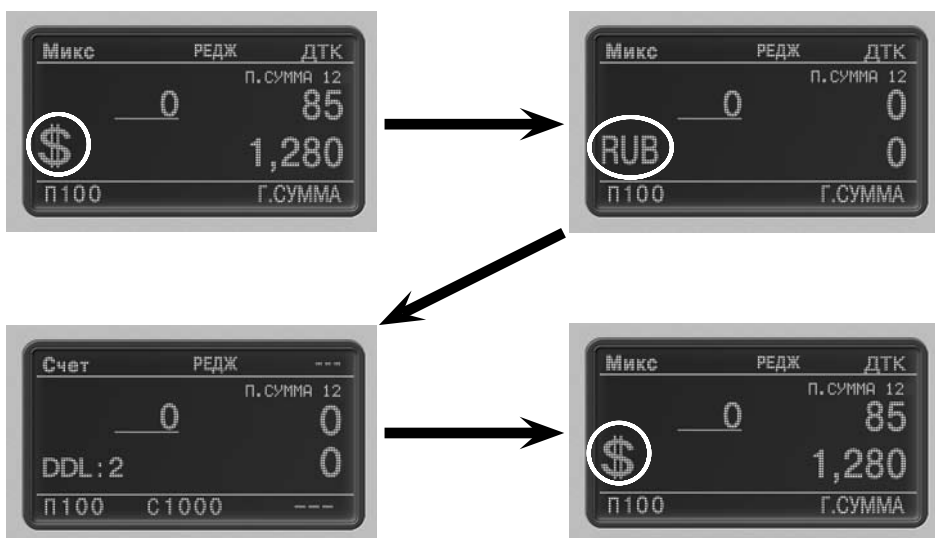 Микс РЕДЖ ДТК
П.СУММА 12
0 85
$ 1,280
П100 Г.СУММА
Микс РЕДЖ ДТК
П.СУММА 12
0 0
RUB 0
П100 Г.СУММА
Счет РЕДЖ ---
П.СУММА 12
0 0
DDL:2 0
П100 С1000 ---
Микс РЕДЖ ДТК
П.СУММА 12
0 85
$ 1,280
П100 Г.СУММА